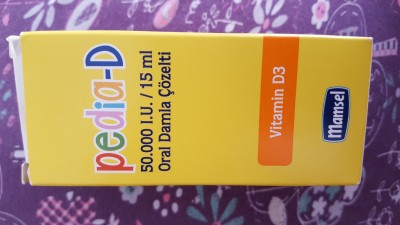 pedia-D
50.000 I.U. / 15 ml
Oral Damla Çözelti
Vitamin D3
Mamsel